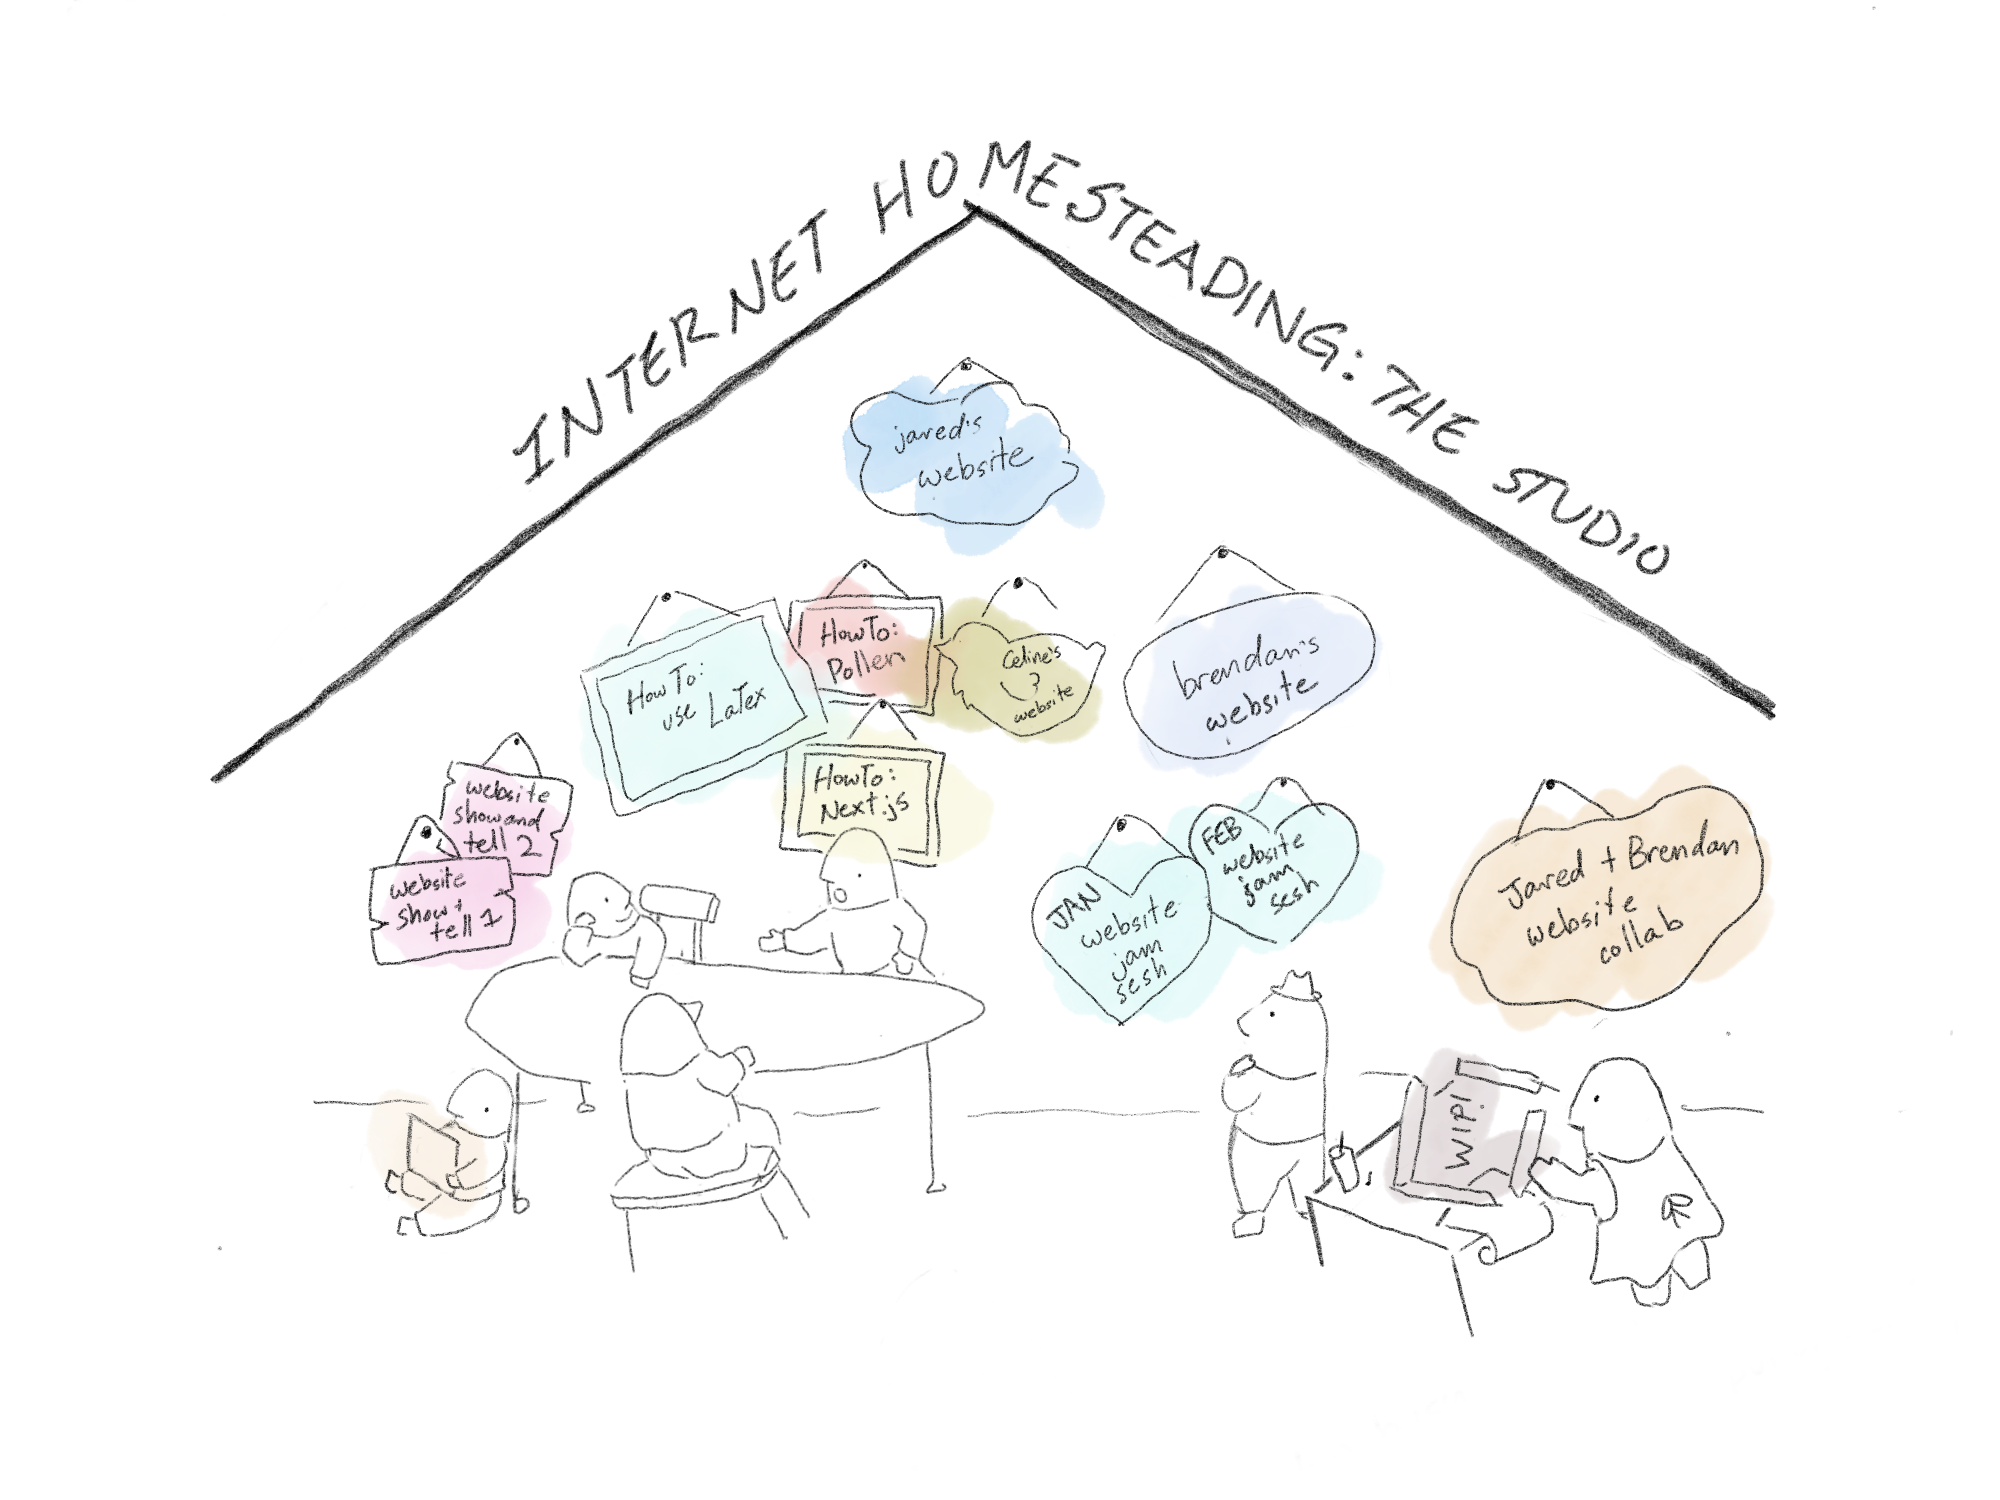 INTERNET HOMESTEADING: THE STUDIO
jared's
website
HowTo:
use LaTex
HowTo:
Pollen
Celine's
website
brendan's
website
HowTo:
Next.js
website
show and
tell 2
website
show +
tell 1
JAN
website
jam
sesh
FEB
website
jam
sesh
Jared + Brendan
website
collab
WIP!
R